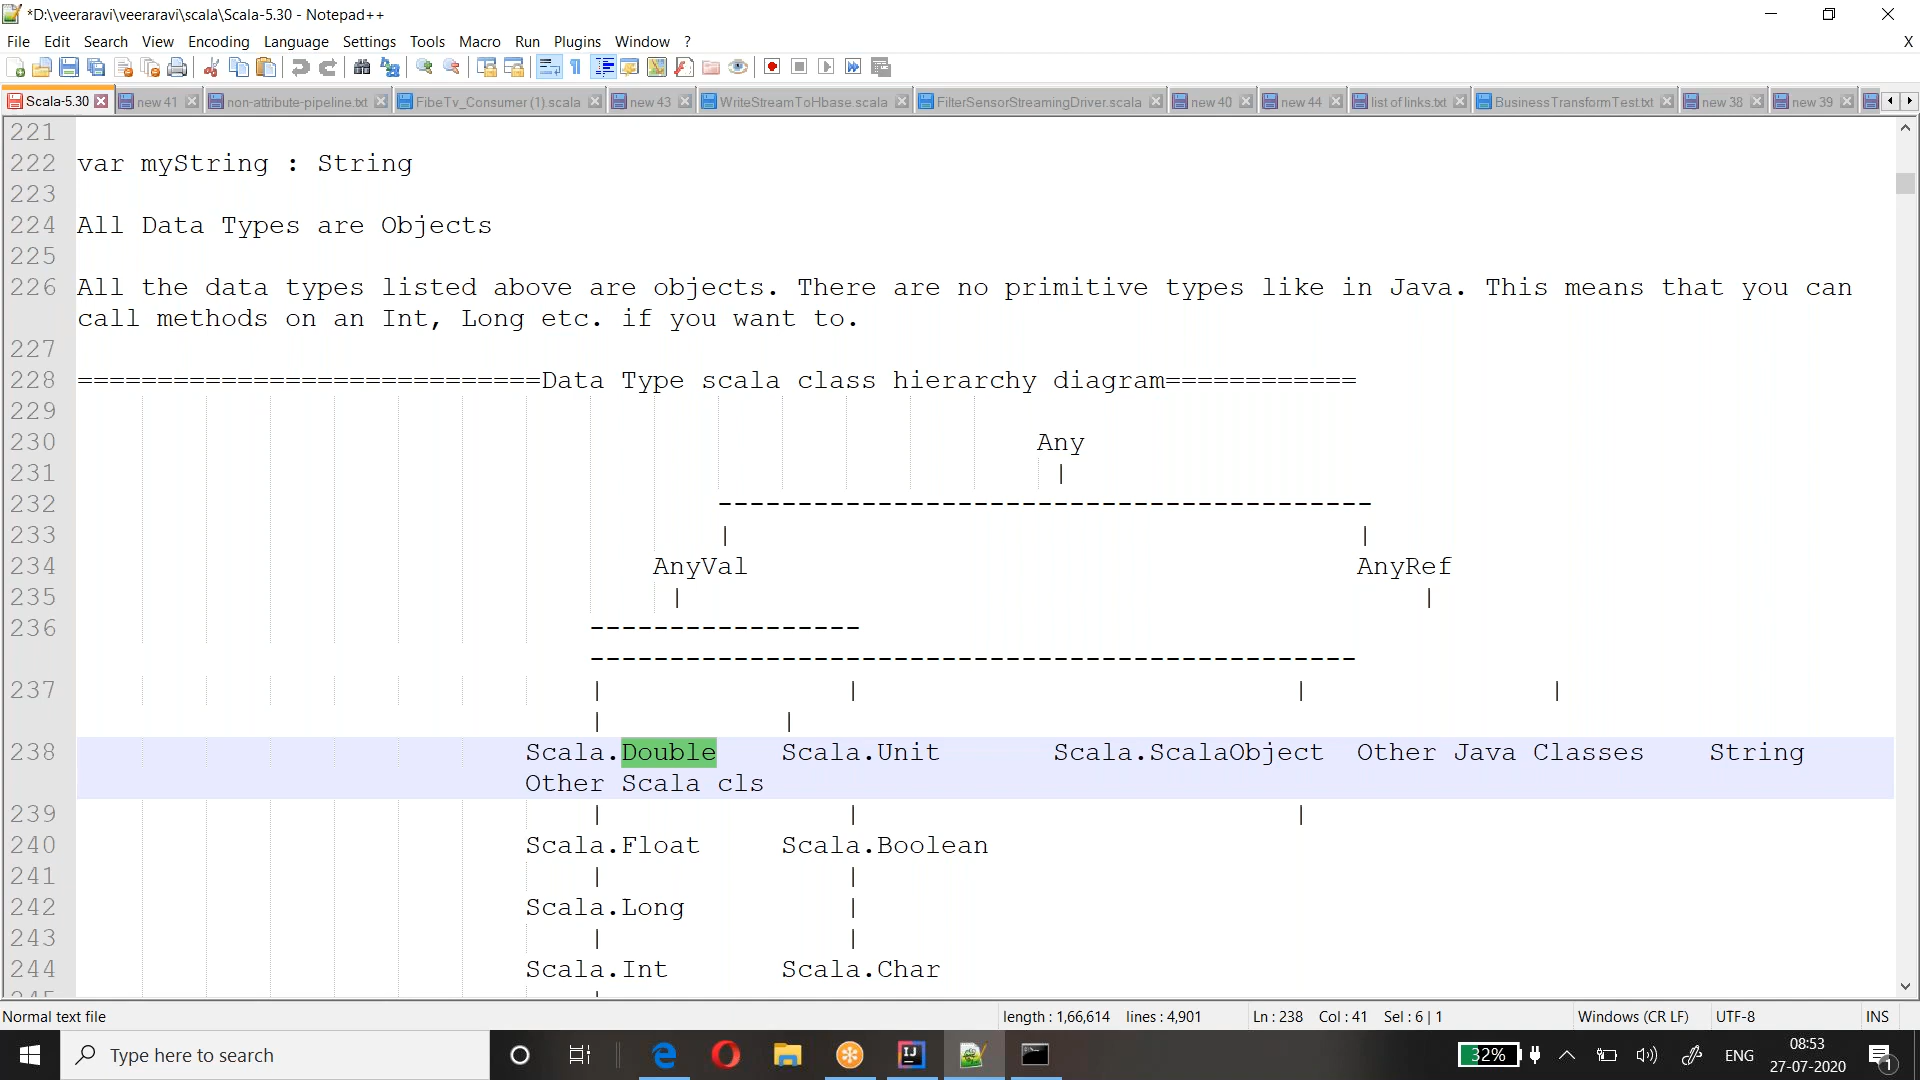 *D:\veeraravi\veeraravi\scala\Scala-5.30 - Notepad++
File Edit Search View Encoding Language Settings Tools Macro Run Plugins Window ? X
Scala-5.30 new 41 non-attribute-pipeline.txt FibeTv_Consumer (1).scala new 43 WriteStreamToHbase.scala FilterSensorStreamingDriver.scala new 40 new 44 list of links.txt BusinessTransformTest.txt new 38 new 39
221
222 var myString : String
223
224 All Data Types are Objects
225
226 All the data types listed above are objects. There are no primitive types like in Java. This means that you can
call methods on an Int, Long etc. if you want to.
227
228 =============================Data Type scala class hierarchy diagram============
229
230 Any
231 |
232 -----------------------------------------
233 | |
234 AnyVal AnyRef
235 | |
236 -----------------
------------------------------------------------
237 | | | |
| |
238 Scala.Double Scala.Unit Scala.ScalaObject Other Java Classes String
Other Scala cls
239 | | |
240 Scala.Float Scala.Boolean
241 | |
242 Scala.Long |
243 | |
244 Scala.Int Scala.Char
245
Normal text file length : 1,66,614 lines : 4,901 Ln : 238 Col : 41 Sel : 6 | 1 Windows (CR LF) UTF-8 INS
Type here to search 32% ENG 08:53
27-07-2020 1